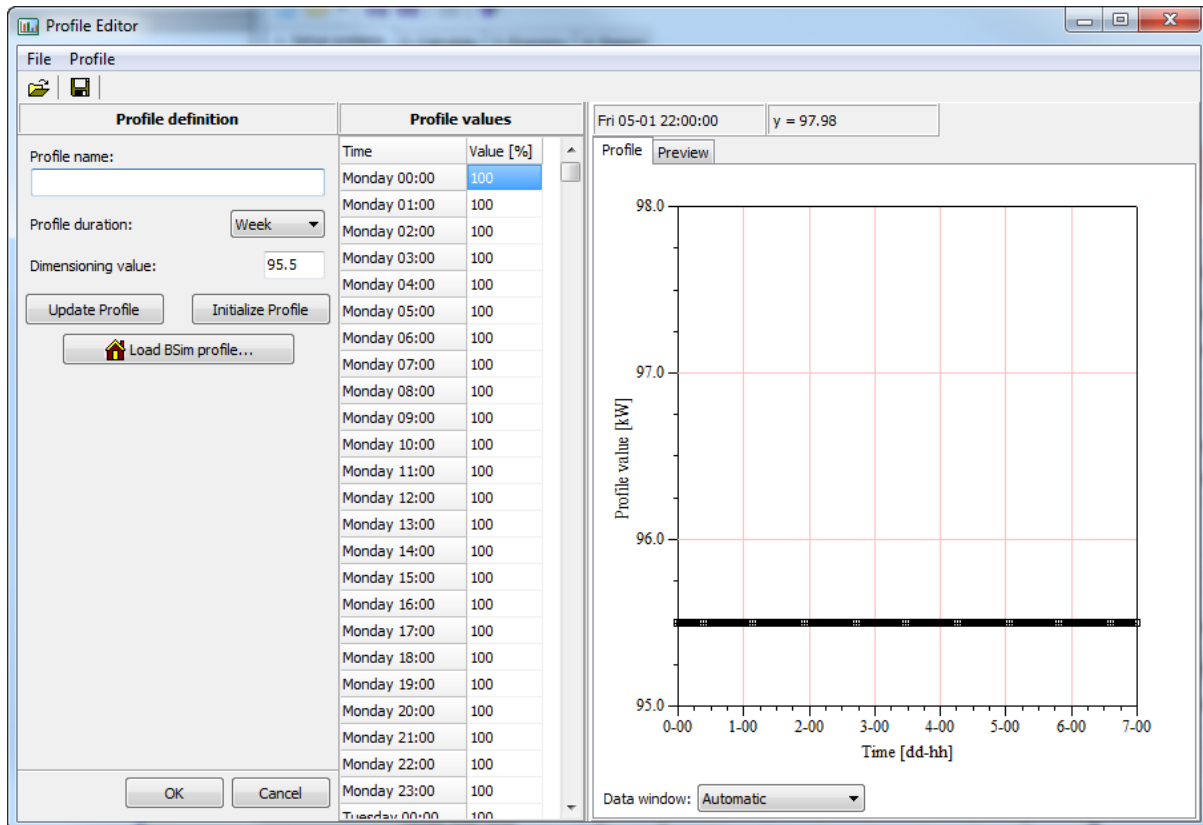 Profile Editor
File Profile
Profile definition
Profile name:
Profile duration: Week
Dimensioning value: 95.5
Update Profile Initialize Profile
Load BSim profile...
OK Cancel
Profile values
Time Value [%]
Monday 00:00 100
Monday 01:00 100
Monday 02:00 100
Monday 03:00 100
Monday 04:00 100
Monday 05:00 100
Monday 06:00 100
Monday 07:00 100
Monday 08:00 100
Monday 09:00 100
Monday 10:00 100
Monday 11:00 100
Monday 12:00 100
Monday 13:00 100
Monday 14:00 100
Monday 15:00 100
Monday 16:00 100
Monday 17:00 100
Monday 18:00 100
Monday 19:00 100
Monday 20:00 100
Monday 21:00 100
Monday 22:00 100
Monday 23:00 100
Tuesday 00:00 100
Fri 05-01 22:00:00 y = 97.98
Profile Preview
98.0
97.0
96.0
95.0
Profile value [kW]
0-00 1-00 2-00 3-00 4-00 5-00 6-00 7-00
Time [dd-hh]
Data window: Automatic